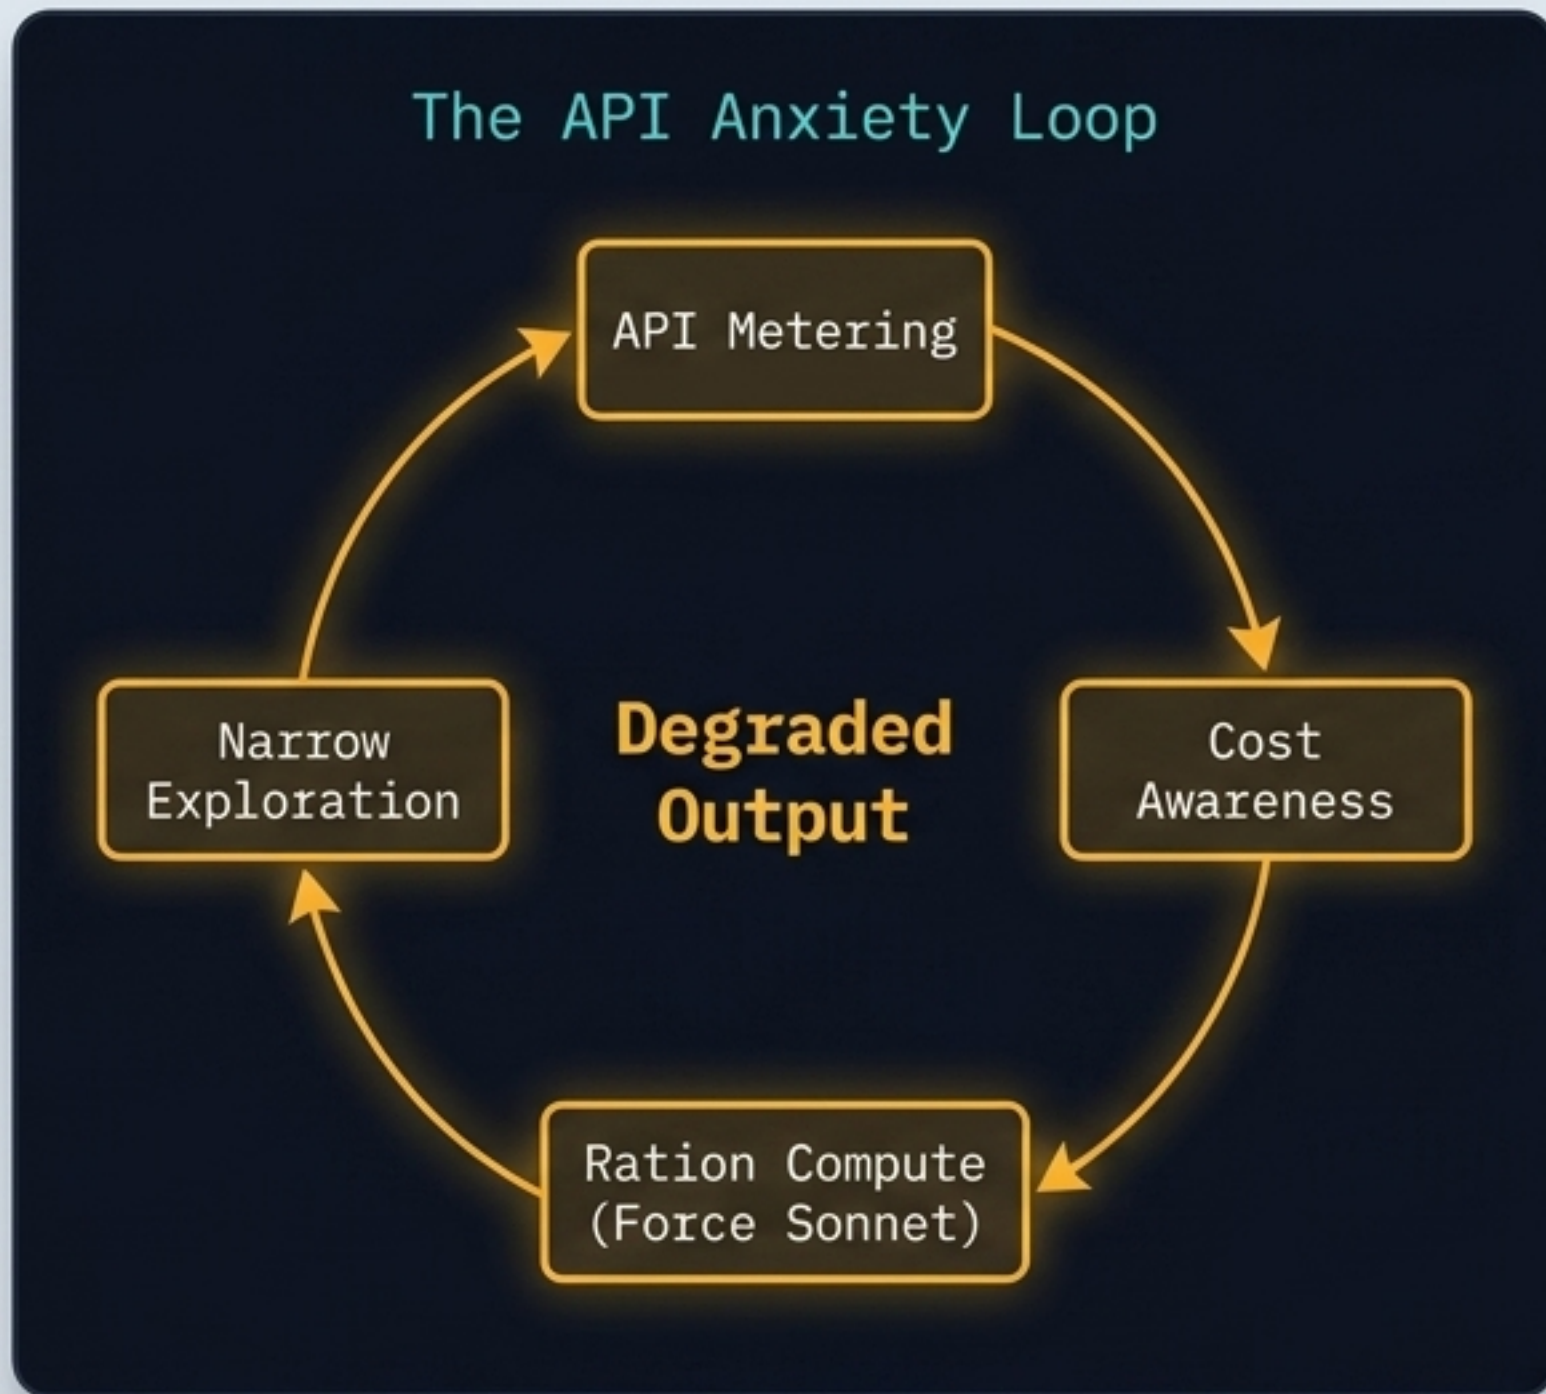 The API Anxiety Loop
API Metering
Narrow
Exploration
Degraded
Output
Cost
Awareness
Ration Compute
(Force Sonnet)